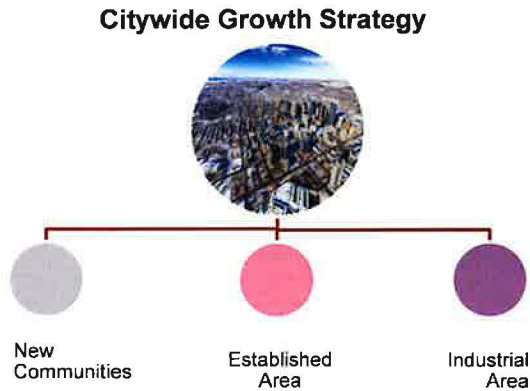 Citywide Growth Strategy
New
Communities
Established
Area
Industrial
Area